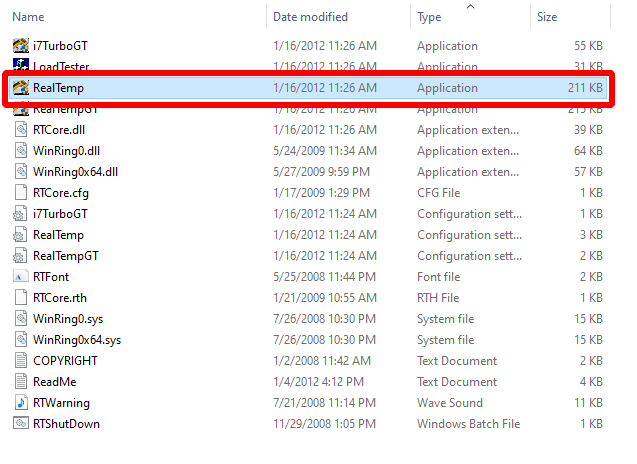 Name Date modified Type Size
i7TurboGT 1/16/2012 11:26 AM Application 55 KB
LoadTester 1/16/2012 11:26 AM Application 31 KB
RealTemp 1/16/2012 11:26 AM Application 211 KB
RealTempGT 1/16/2012 11:26 AM Application 215 KB
RTCore.dll 1/16/2012 11:26 AM Application exten... 39 KB
WinRing0.dll 5/24/2009 11:34 AM Application exten... 64 KB
WinRing0x64.dll 5/27/2009 9:59 PM Application exten... 57 KB
RTCore.cfg 1/17/2009 1:29 PM CFG File 1 KB
i7TurboGT 1/16/2012 11:24 AM Configuration sett... 1 KB
RealTemp 1/16/2012 11:24 AM Configuration sett... 3 KB
RealTempGT 1/16/2012 11:24 AM Configuration sett... 2 KB
RTFont 5/25/2008 11:44 PM Font file 2 KB
RTCore.rth 1/21/2009 10:55 AM RTH File 1 KB
WinRing0.sys 7/26/2008 10:30 PM System file 15 KB
WinRing0x64.sys 7/26/2008 10:30 PM System file 15 KB
COPYRIGHT 1/2/2008 11:42 AM Text Document 2 KB
ReadMe 1/4/2012 4:12 PM Text Document 4 KB
RTWarning 7/21/2008 11:14 PM Wave Sound 11 KB
RTShutDown 11/29/2008 1:05 PM Windows Batch File 1 KB